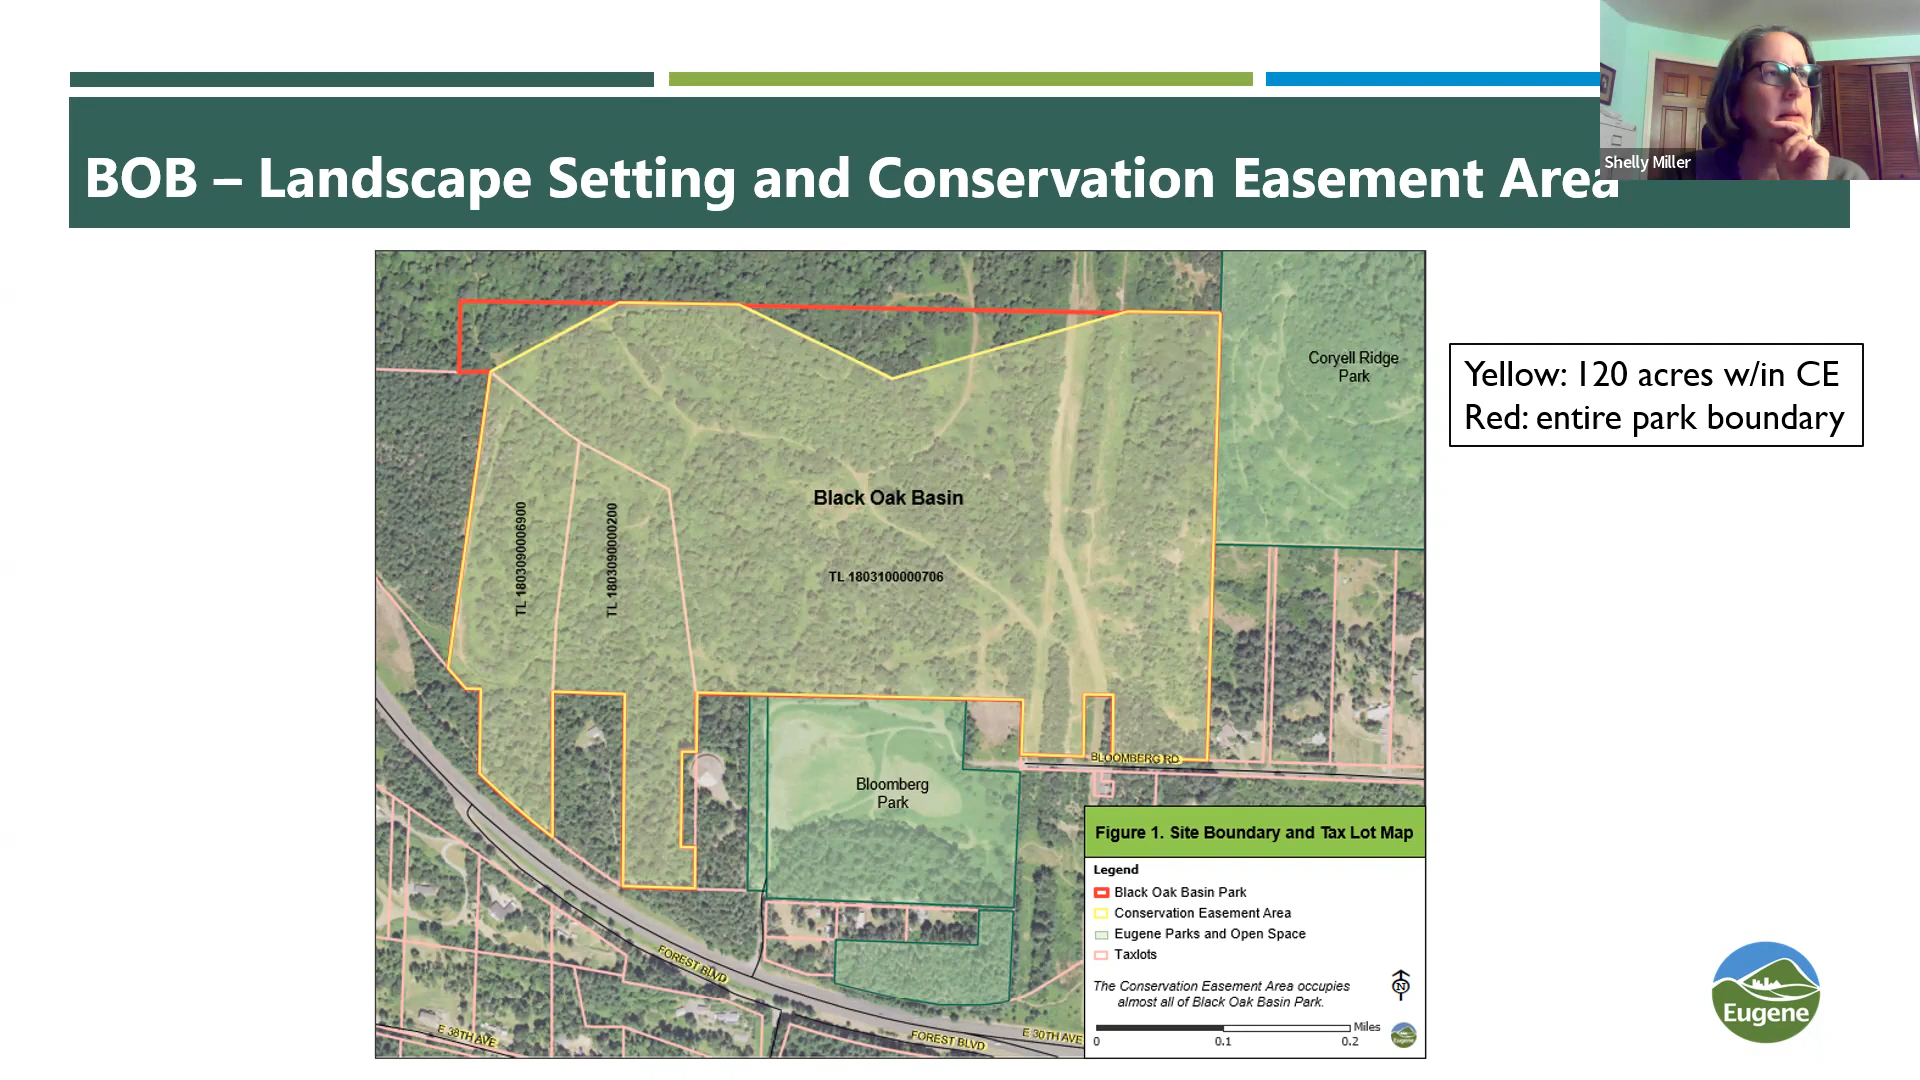 Shelly Miller
BOB – Landscape Setting and Conservation Easement Area
Yellow: 120 acres w/in CE
Red: entire park boundary
Coryell Ridge
Park
Black Oak Basin
TL 1803090006900
TL 1803090000200
TL 1803100000706
BLOOMBERG RD
Bloomberg
Park
FOREST BLVD
FOREST BLVD
E 38TH AVE
E 30TH AVE
Figure 1. Site Boundary and Tax Lot Map
Legend
Black Oak Basin Park
Conservation Easement Area
Eugene Parks and Open Space
Taxlots
The Conservation Easement Area occupies
almost all of Black Oak Basin Park.
N
Miles
0 0.1 0.2
Eugene
Eugene